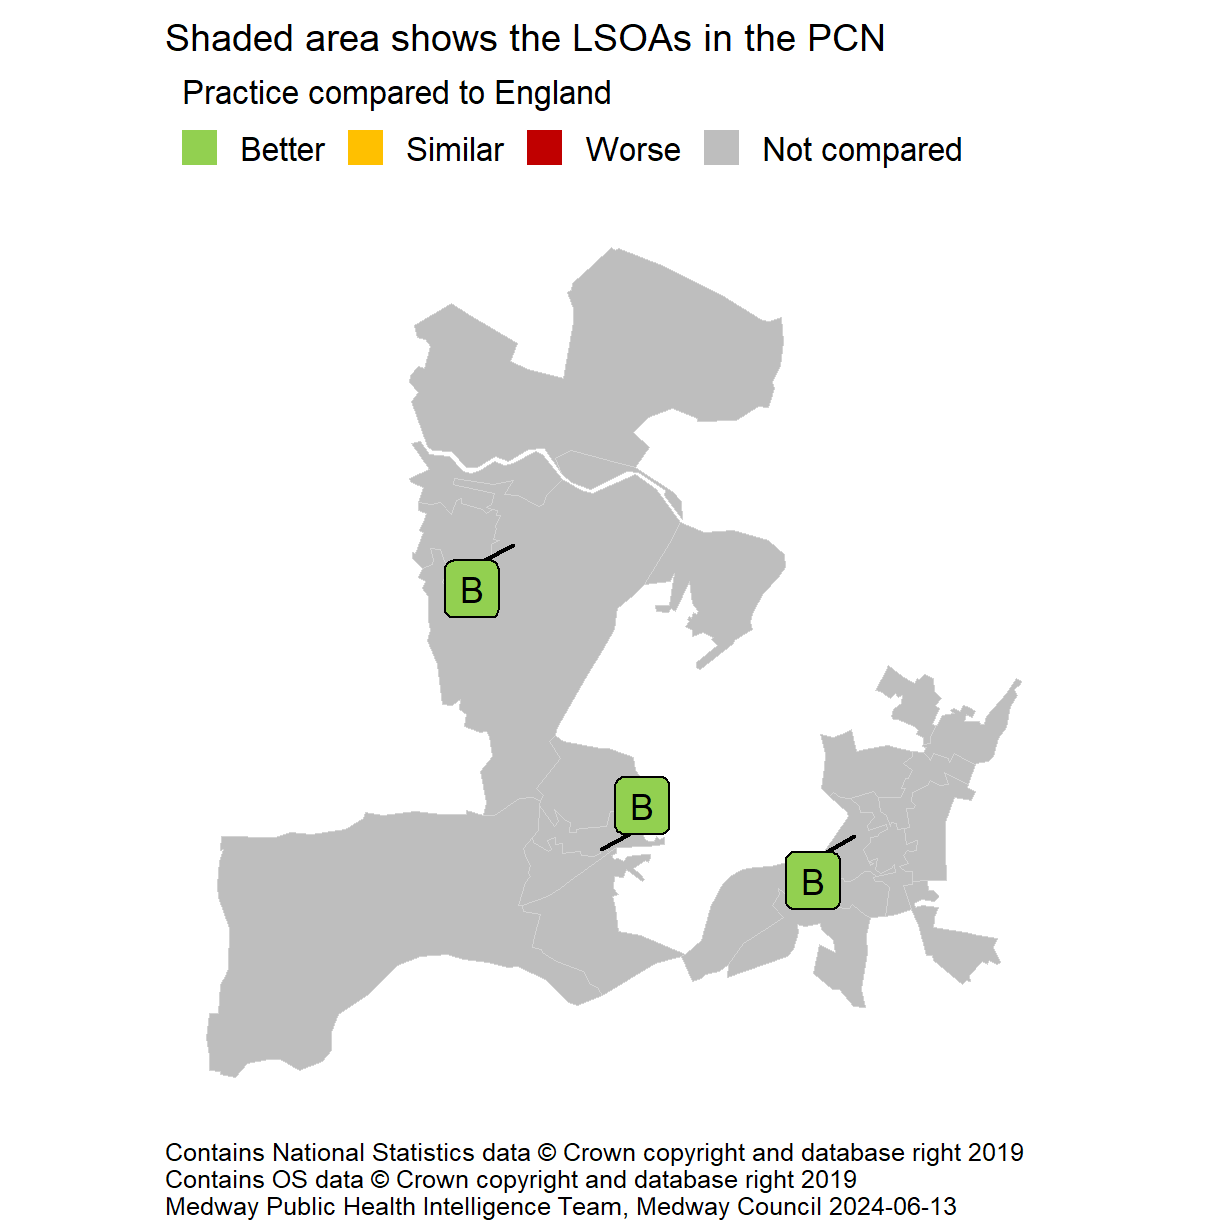 Shaded area shows the LSOAs in the PCN
Practice compared to England
Better Similar Worse Not compared
B
B
B
Contains National Statistics data © Crown copyright and database right 2019
Contains OS data © Crown copyright and database right 2019
Medway Public Health Intelligence Team, Medway Council 2024-06-13